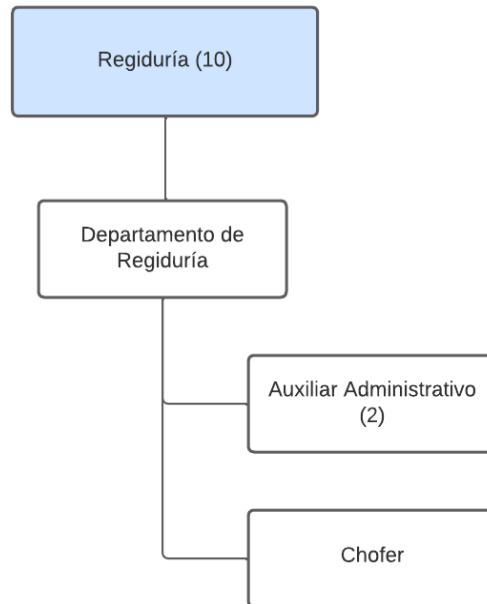 Regiduría (10)
Departamento de
Regiduría
Auxiliar Administrativo
(2)
Chofer